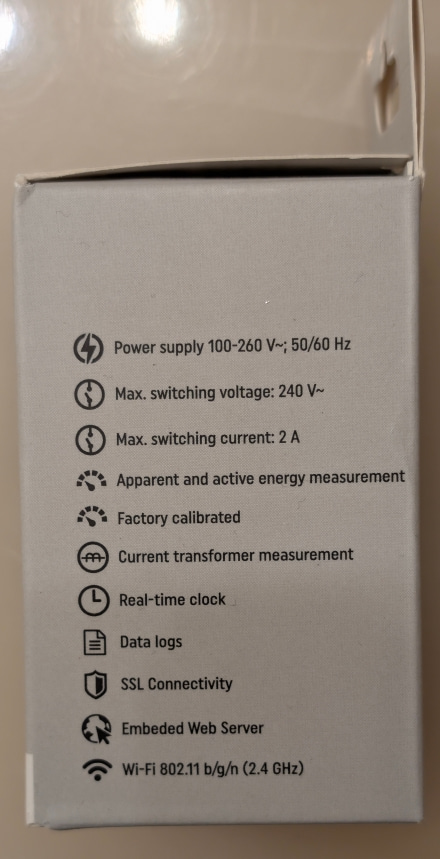 Power supply 100-260 V~; 50/60 Hz
Max. switching voltage: 240 V~
Max. switching current: 2 A
Apparent and active energy measurement
Factory calibrated
Current transformer measurement
Real-time clock
Data logs
SSL Connectivity
Embeded Web Server
Wi-Fi 802.11 b/g/n (2.4 GHz)